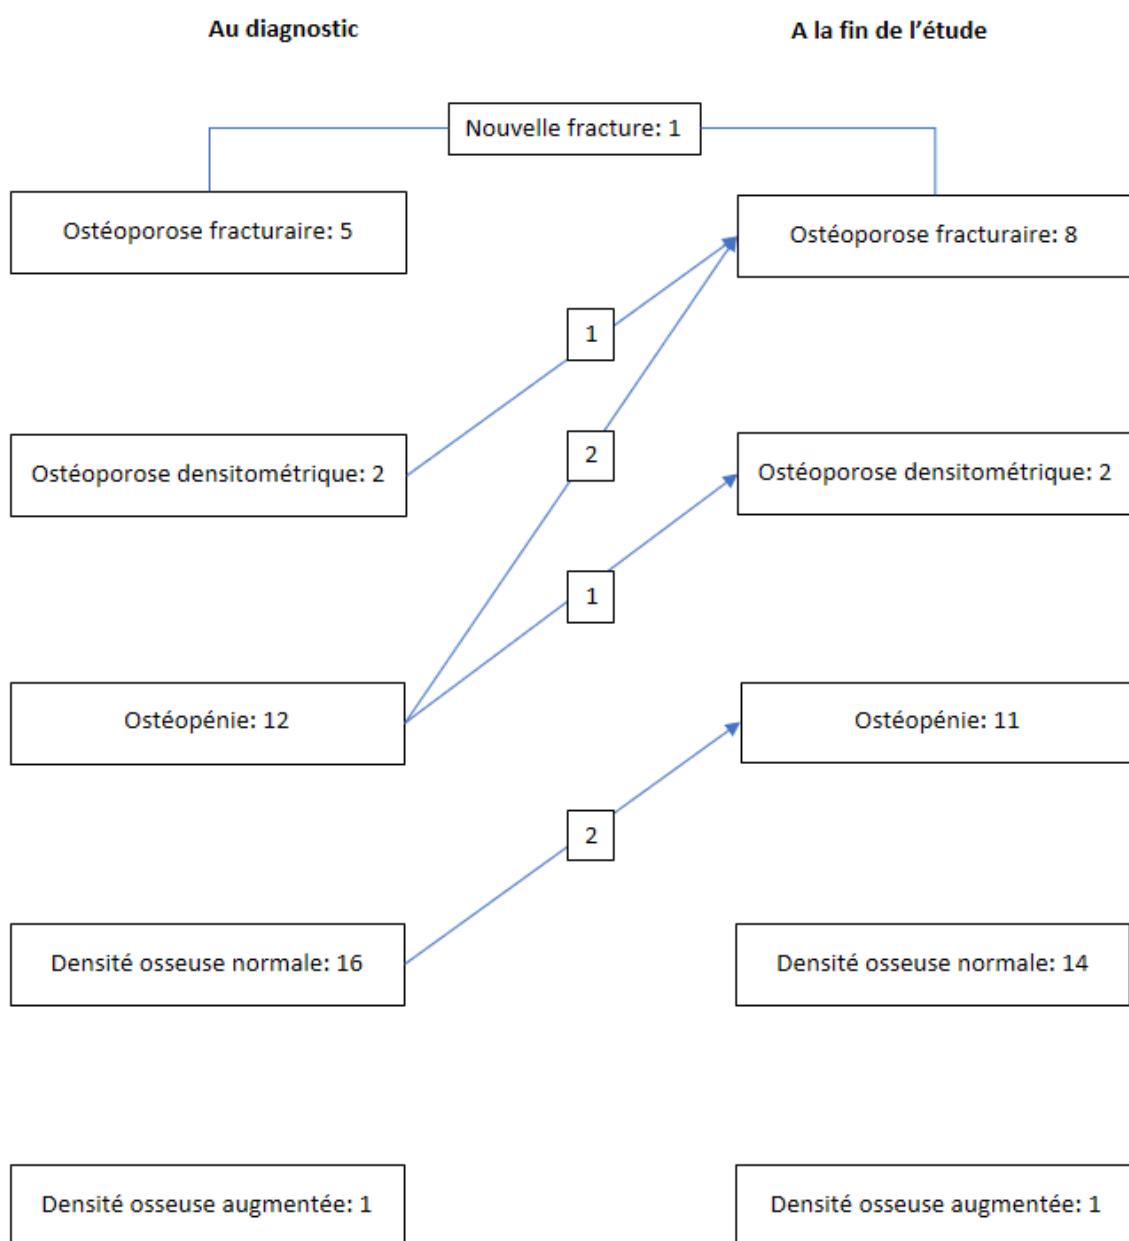 Au diagnostic
A la fin de l’étude
Nouvelle fracture: 1
Ostéoporose fracturaire: 5
Ostéoporose fracturaire: 8
1
2
Ostéoporose densitométrique: 2
Ostéoporose densitométrique: 2
1
Ostéopénie: 12
Ostéopénie: 11
2
Densité osseuse normale: 16
Densité osseuse normale: 14
Densité osseuse augmentée: 1
Densité osseuse augmentée: 1